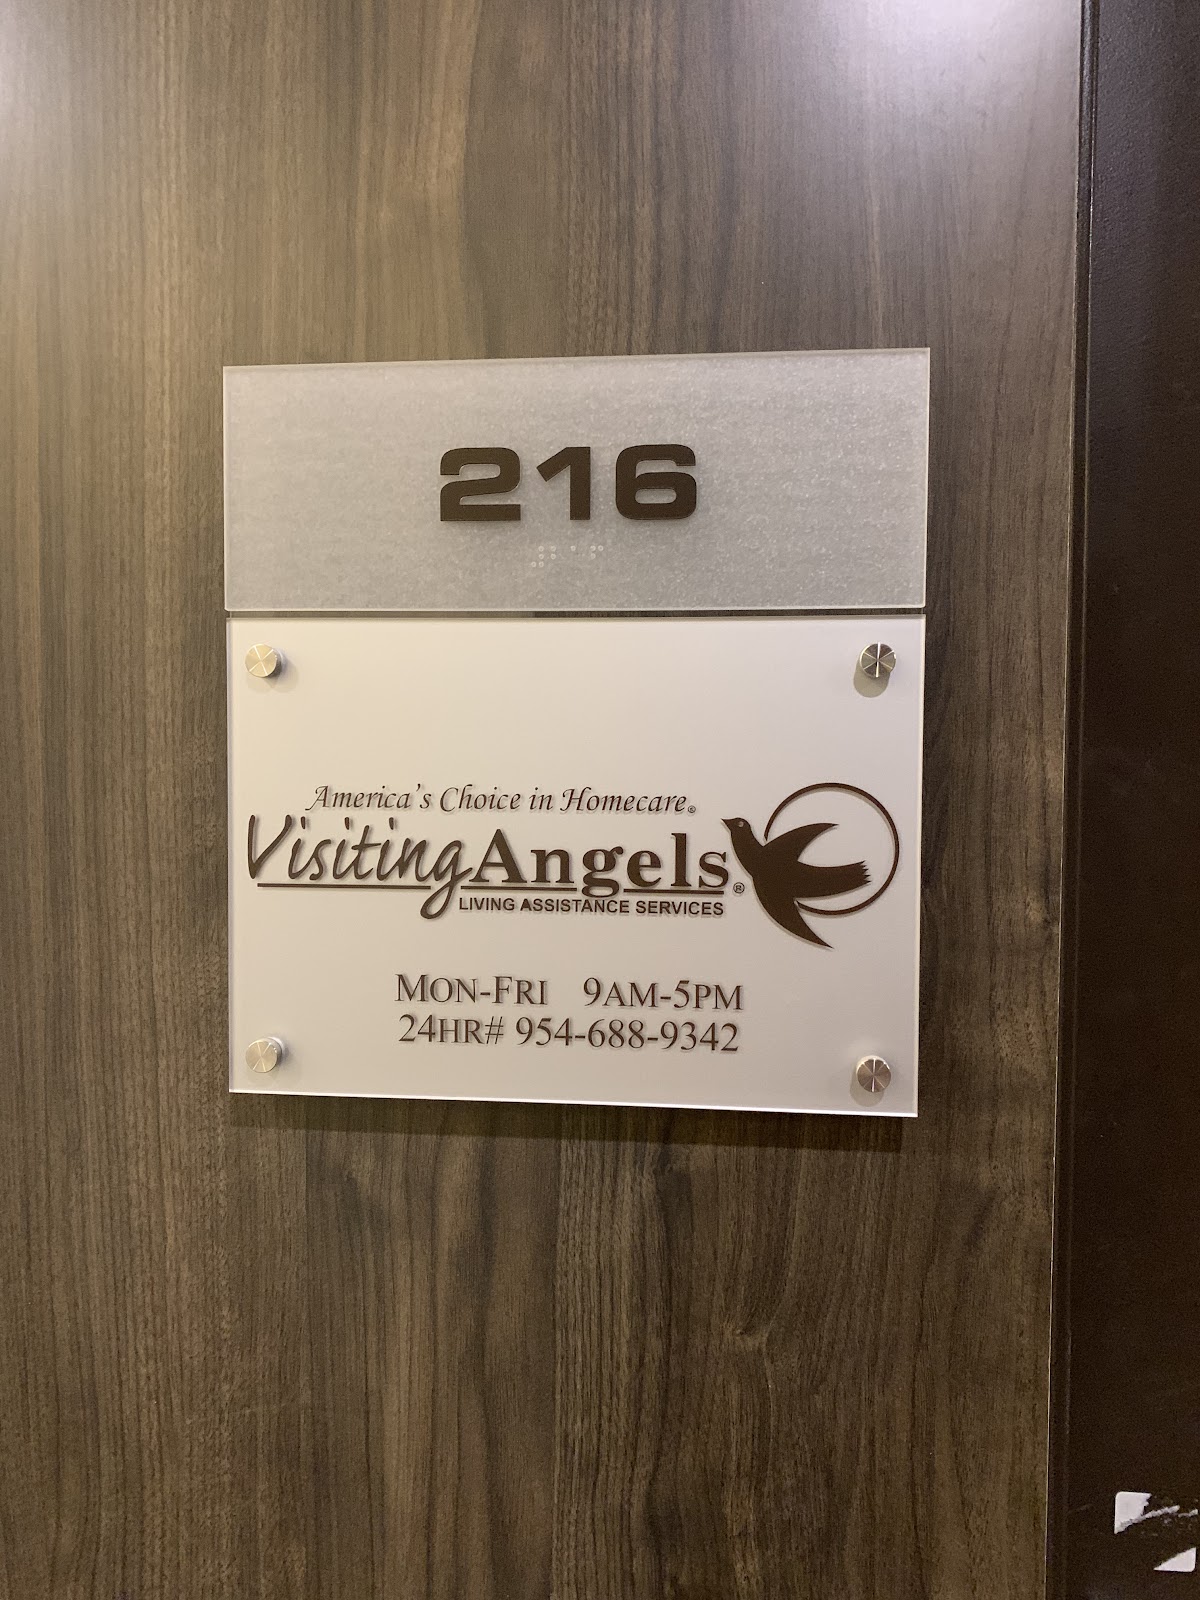 216
America's Choice in Homecare®
VisitingAngels®
LIVING ASSISTANCE SERVICES
MON-FRI 9AM-5PM
24HR# 954-688-9342